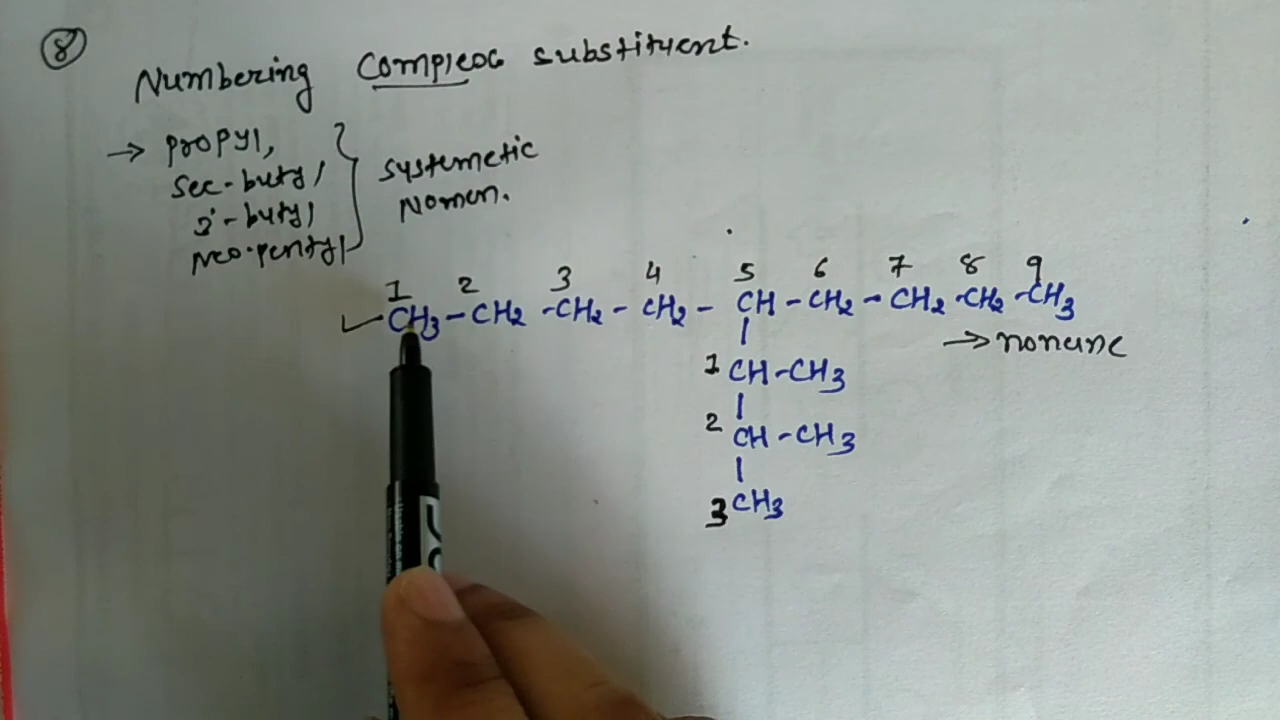 8
Numbering Complex substituent.
→ propyl,
sec-butyl
3°-butyl
neo-pentyl
systemetic
Nomen.
1 2 3 4 5 6 7 8 9
CH3-CH2-CH2-CH2-CH-CH2-CH2-CH2-CH3
→ nonane
1 CH-CH3
2 CH-CH3
3 CH3